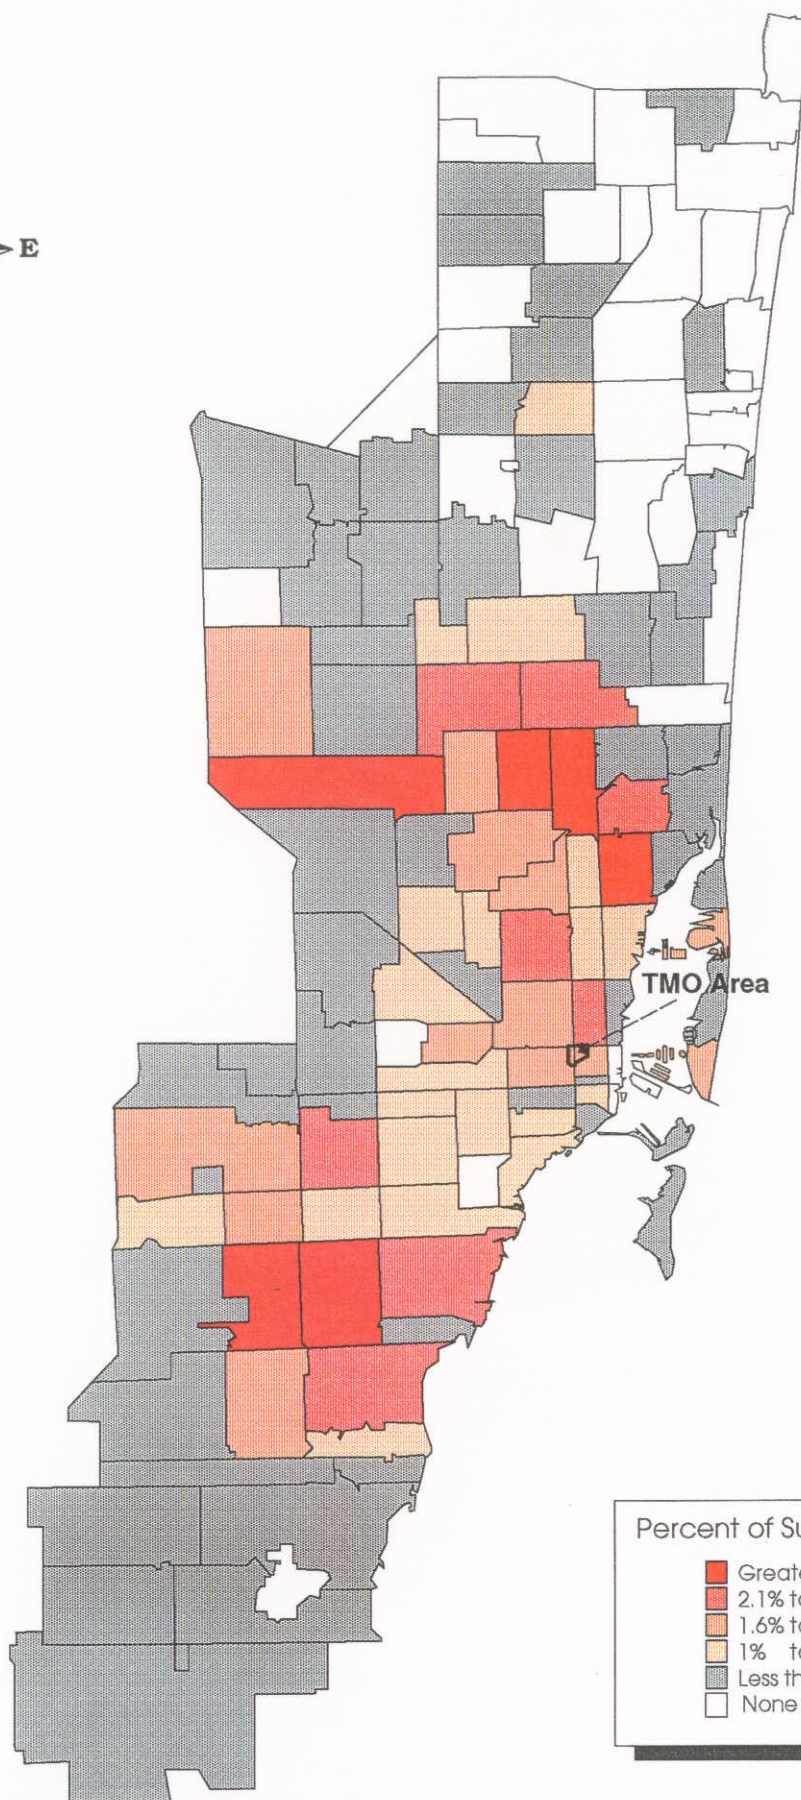 E
TMO Area
Percent of Su
Greate
2.1% to
1.6% to
1% to
Less th
None